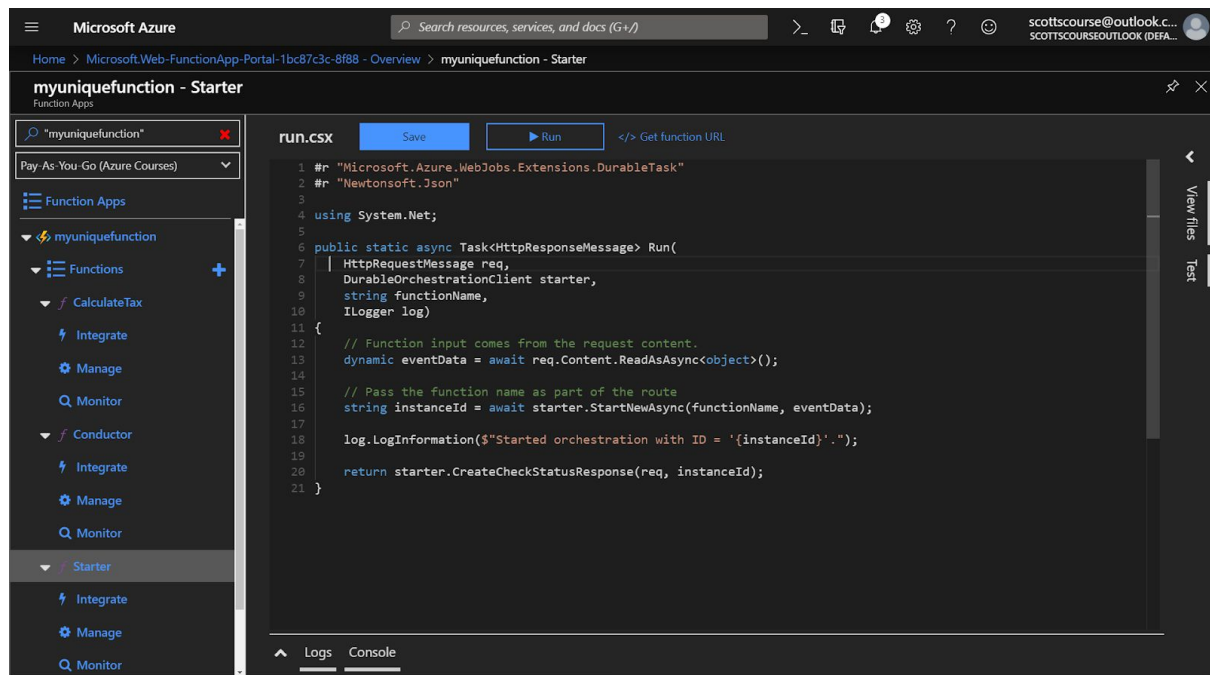 Microsoft Azure
Search resources, services, and docs (G+/)
3
scottscourse@outlook.c...
SCOTTSCOURSEOUTLOOK (DEFA...
Home > Microsoft.Web-FunctionApp-Portal-1bc87c3c-8f88 - Overview > myuniquefunction - Starter
myuniquefunction - Starter
Function Apps
"myuniquefunction"
Pay-As-You-Go (Azure Courses)
Function Apps
myuniquefunction
Functions
CalculateTax
Integrate
Manage
Monitor
Conductor
Integrate
Manage
Monitor
Starter
Integrate
Manage
Monitor
run.csx
Save
Run
</> Get function URL
1 #r "Microsoft.Azure.WebJobs.Extensions.DurableTask"
2 #r "Newtonsoft.Json"
3
4 using System.Net;
5
6 public static async Task<HttpResponseMessage> Run(
7 HttpRequestMessage req,
8 DurableOrchestrationClient starter,
9 string functionName,
10 ILogger log)
11 {
12 // Function input comes from the request content.
13 dynamic eventData = await req.Content.ReadAsAsync<object>();
14
15 // Pass the function name as part of the route
16 string instanceId = await starter.StartNewAsync(functionName, eventData);
17
18 log.LogInformation($"Started orchestration with ID = '{instanceId}'.");
19
20 return starter.CreateCheckStatusResponse(req, instanceId);
21 }
View files
Test
Logs
Console